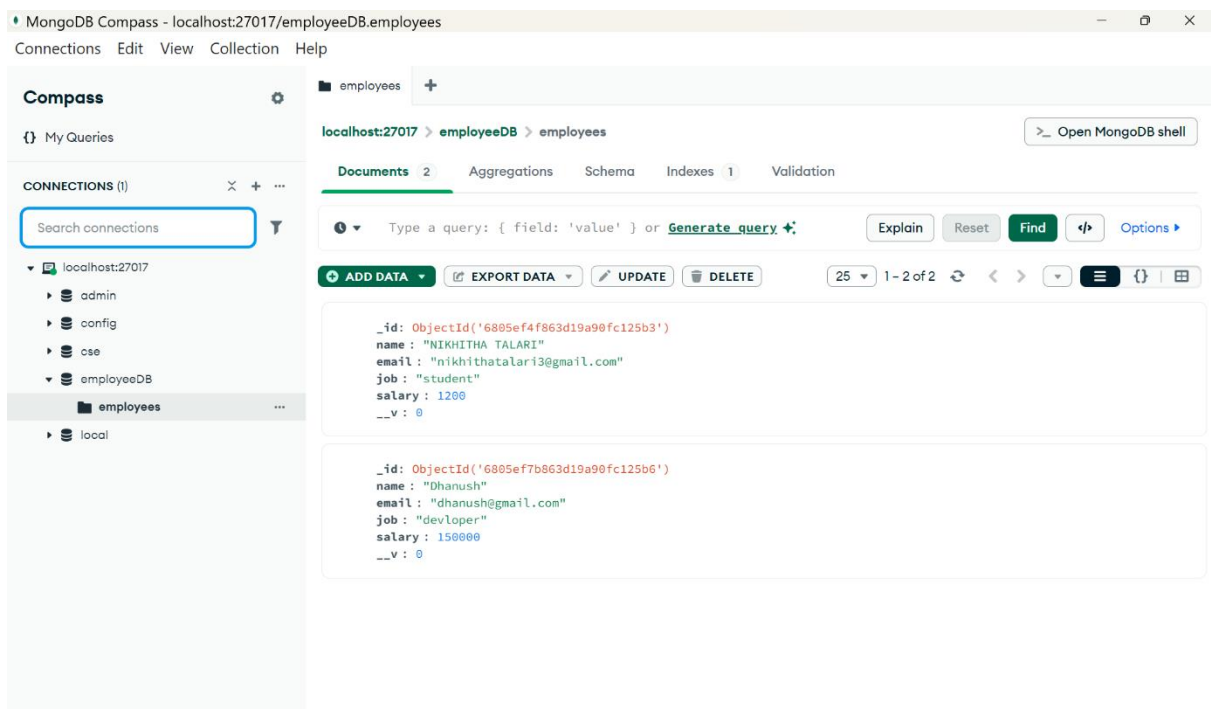 MongoDB Compass - localhost:27017/employeeDB.employees
Connections Edit View Collection Help
Compass
{} My Queries
CONNECTIONS (1)
Search connections
localhost:27017
admin
config
cse
employeeDB
employees
local
employees
localhost:27017 > employeeDB > employees
>_ Open MongoDB shell
Documents 2 Aggregations Schema Indexes 1 Validation
Type a query: { field: 'value' } or Generate query
Explain Reset Find </> Options
ADD DATA EXPORT DATA UPDATE DELETE 25 1 – 2 of 2 {}
_id: ObjectId('6805ef4f863d19a90fc125b3')
name : "NIKHITHA TALARI"
email : "nikhithatalari3@gmail.com"
job : "student"
salary : 1200
__v : 0
_id: ObjectId('6805ef7b863d19a90fc125b6')
name : "Dhanush"
email : "dhanush@gmail.com"
job : "devloper"
salary : 150000
__v : 0